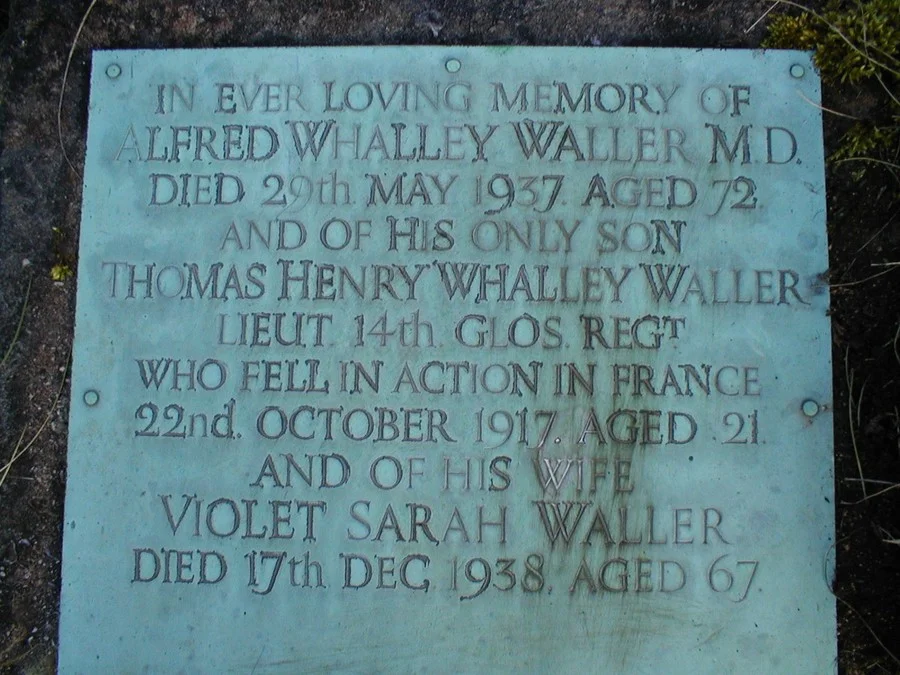 IN EVER LOVING MEMORY OF
ALFRED WHALLEY WALLER M.D.
DIED 29th. MAY 1937. AGED 72.
AND OF HIS ONLY SON
THOMAS HENRY WHALLEY WALLER
LIEUT. 14th. GLOS. REGT
WHO FELL IN ACTION IN FRANCE
22nd. OCTOBER 1917. AGED 21.
AND OF HIS WIFE
VIOLET SARAH WALLER
DIED 17th DEC. 1938. AGED 67.